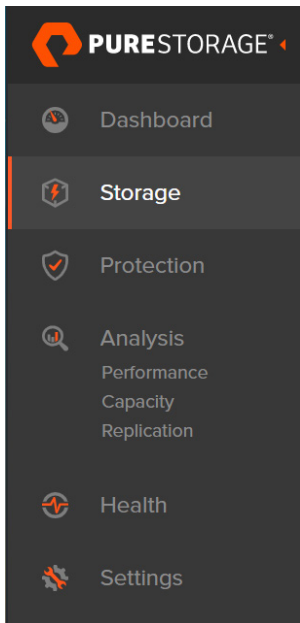 PURESTORAGE®
Dashboard
Storage
Protection
Analysis
Performance
Capacity
Replication
Health
Settings